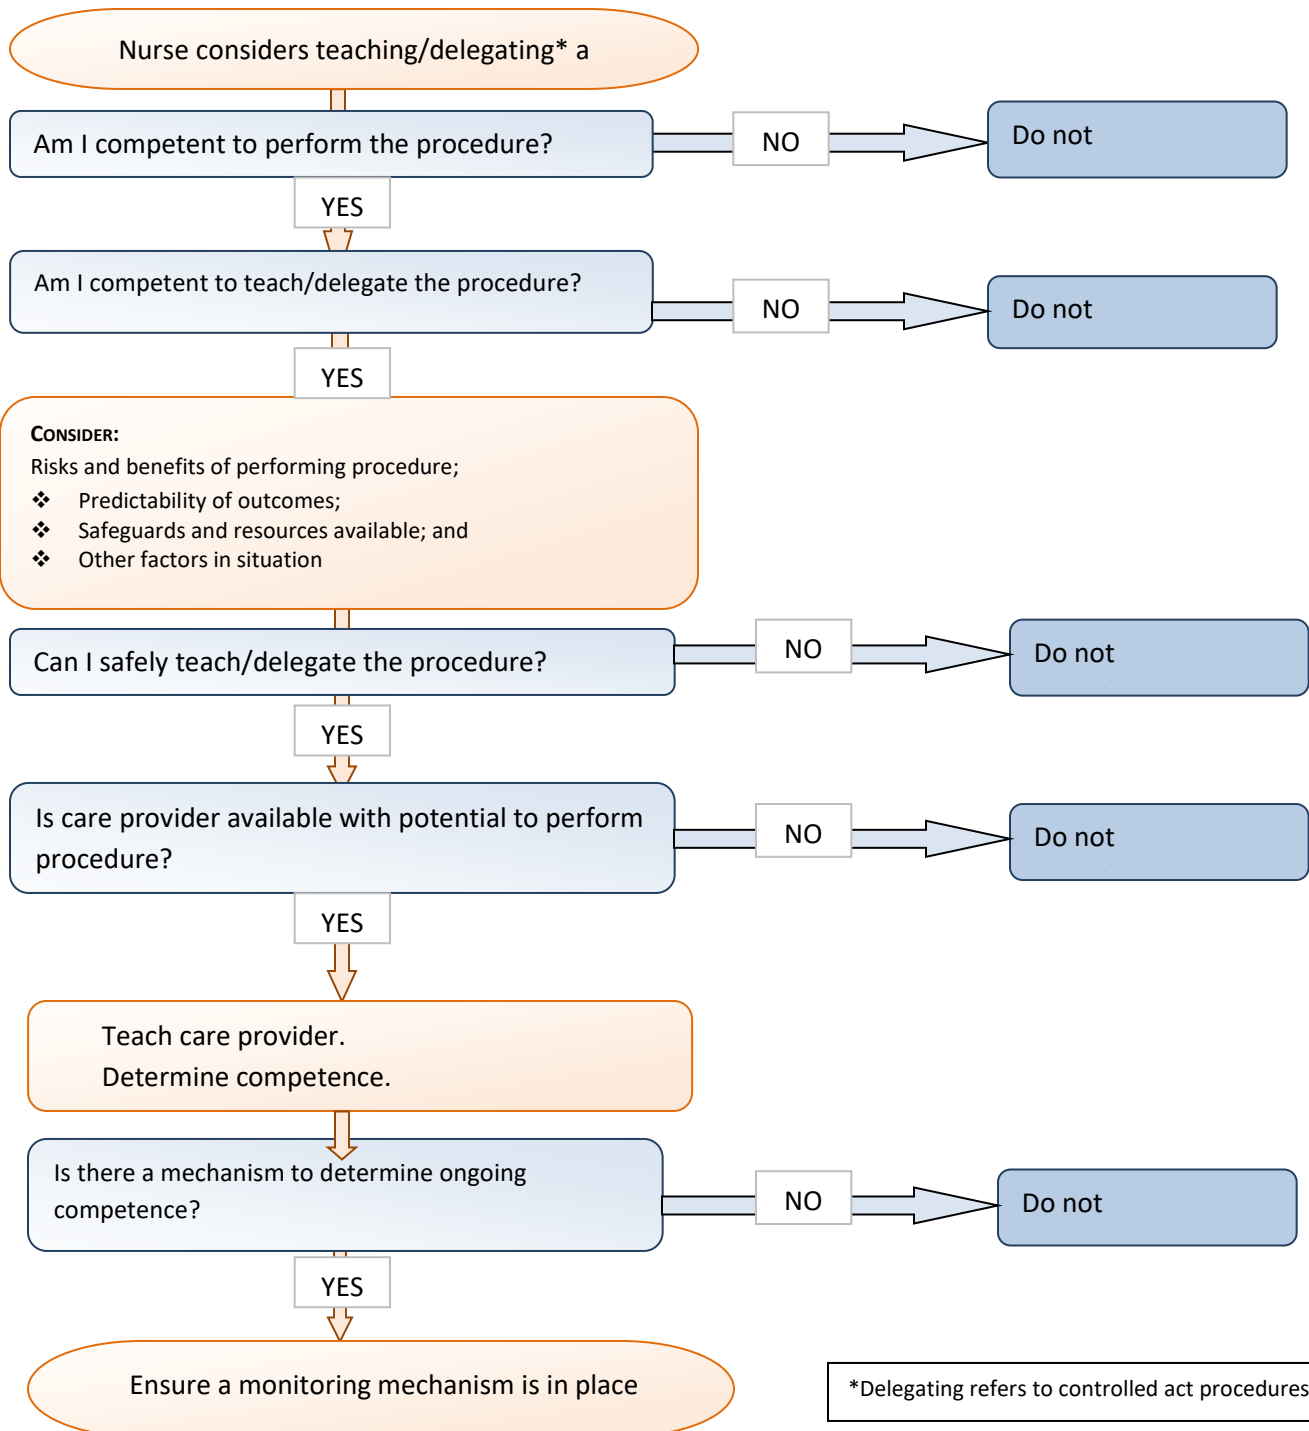 Nurse considers teaching/delegating* a
Am I competent to perform the procedure?
NO
Do not
YES
Am I competent to teach/delegate the procedure?
NO
Do not
YES
CONSIDER:
Risks and benefits of performing procedure;
❖ Predictability of outcomes;
❖ Safeguards and resources available; and
❖ Other factors in situation
Can I safely teach/delegate the procedure?
NO
Do not
YES
Is care provider available with potential to perform
procedure?
NO
Do not
YES
Teach care provider.
Determine competence.
Is there a mechanism to determine ongoing
competence?
NO
Do not
YES
Ensure a monitoring mechanism is in place
*Delegating refers to controlled act procedures